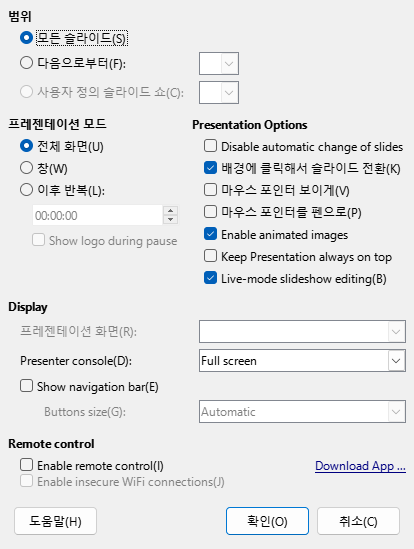 범위
모든 슬라이드(S)
다음으로부터(F):
사용자 정의 슬라이드 쇼(C):
프레젠테이션 모드
전체 화면(U)
창(W)
이후 반복(L):
00:00:00
Show logo during pause
Presentation Options
Disable automatic change of slides
배경에 클릭해서 슬라이드 전환(K)
마우스 포인터 보이게(V)
마우스 포인터를 펜으로(P)
Enable animated images
Keep Presentation always on top
Live-mode slideshow editing(B)
Display
프레젠테이션 화면(R):
Presenter console(D): Full screen
Show navigation bar(E)
Buttons size(G): Automatic
Remote control
Enable remote control(I) Download App ...
Enable insecure WiFi connections(J)
도움말(H) 확인(O) 취소(C)